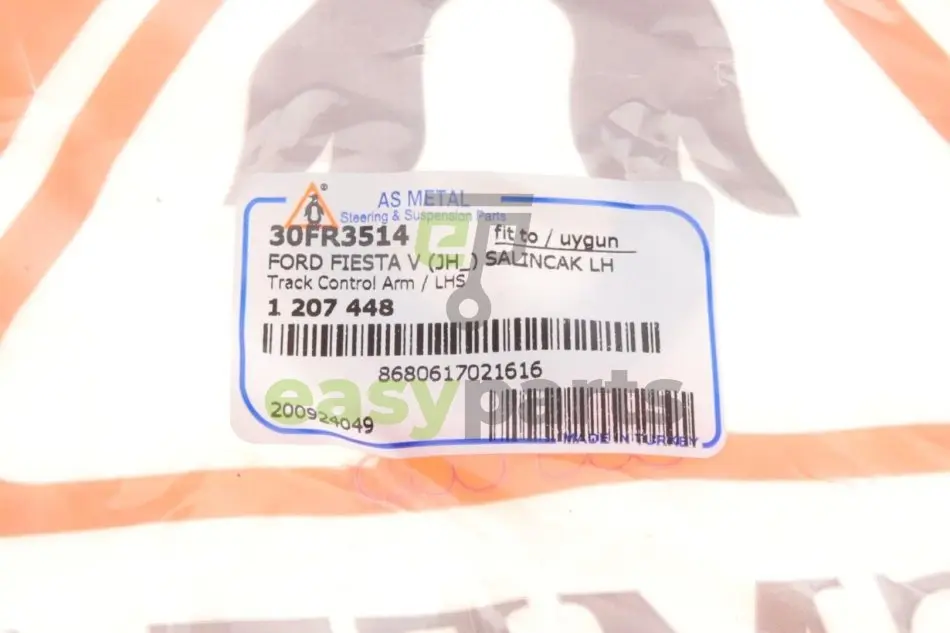 AS METAL
Steering & Suspension Parts
30FR3514 fit to / uygun
FORD FIESTA V (JH_) SALINCAK LH
Track Control Arm / LHS
1 207 448
8680617021616
easyparts
200924049
MADE IN TURKEY